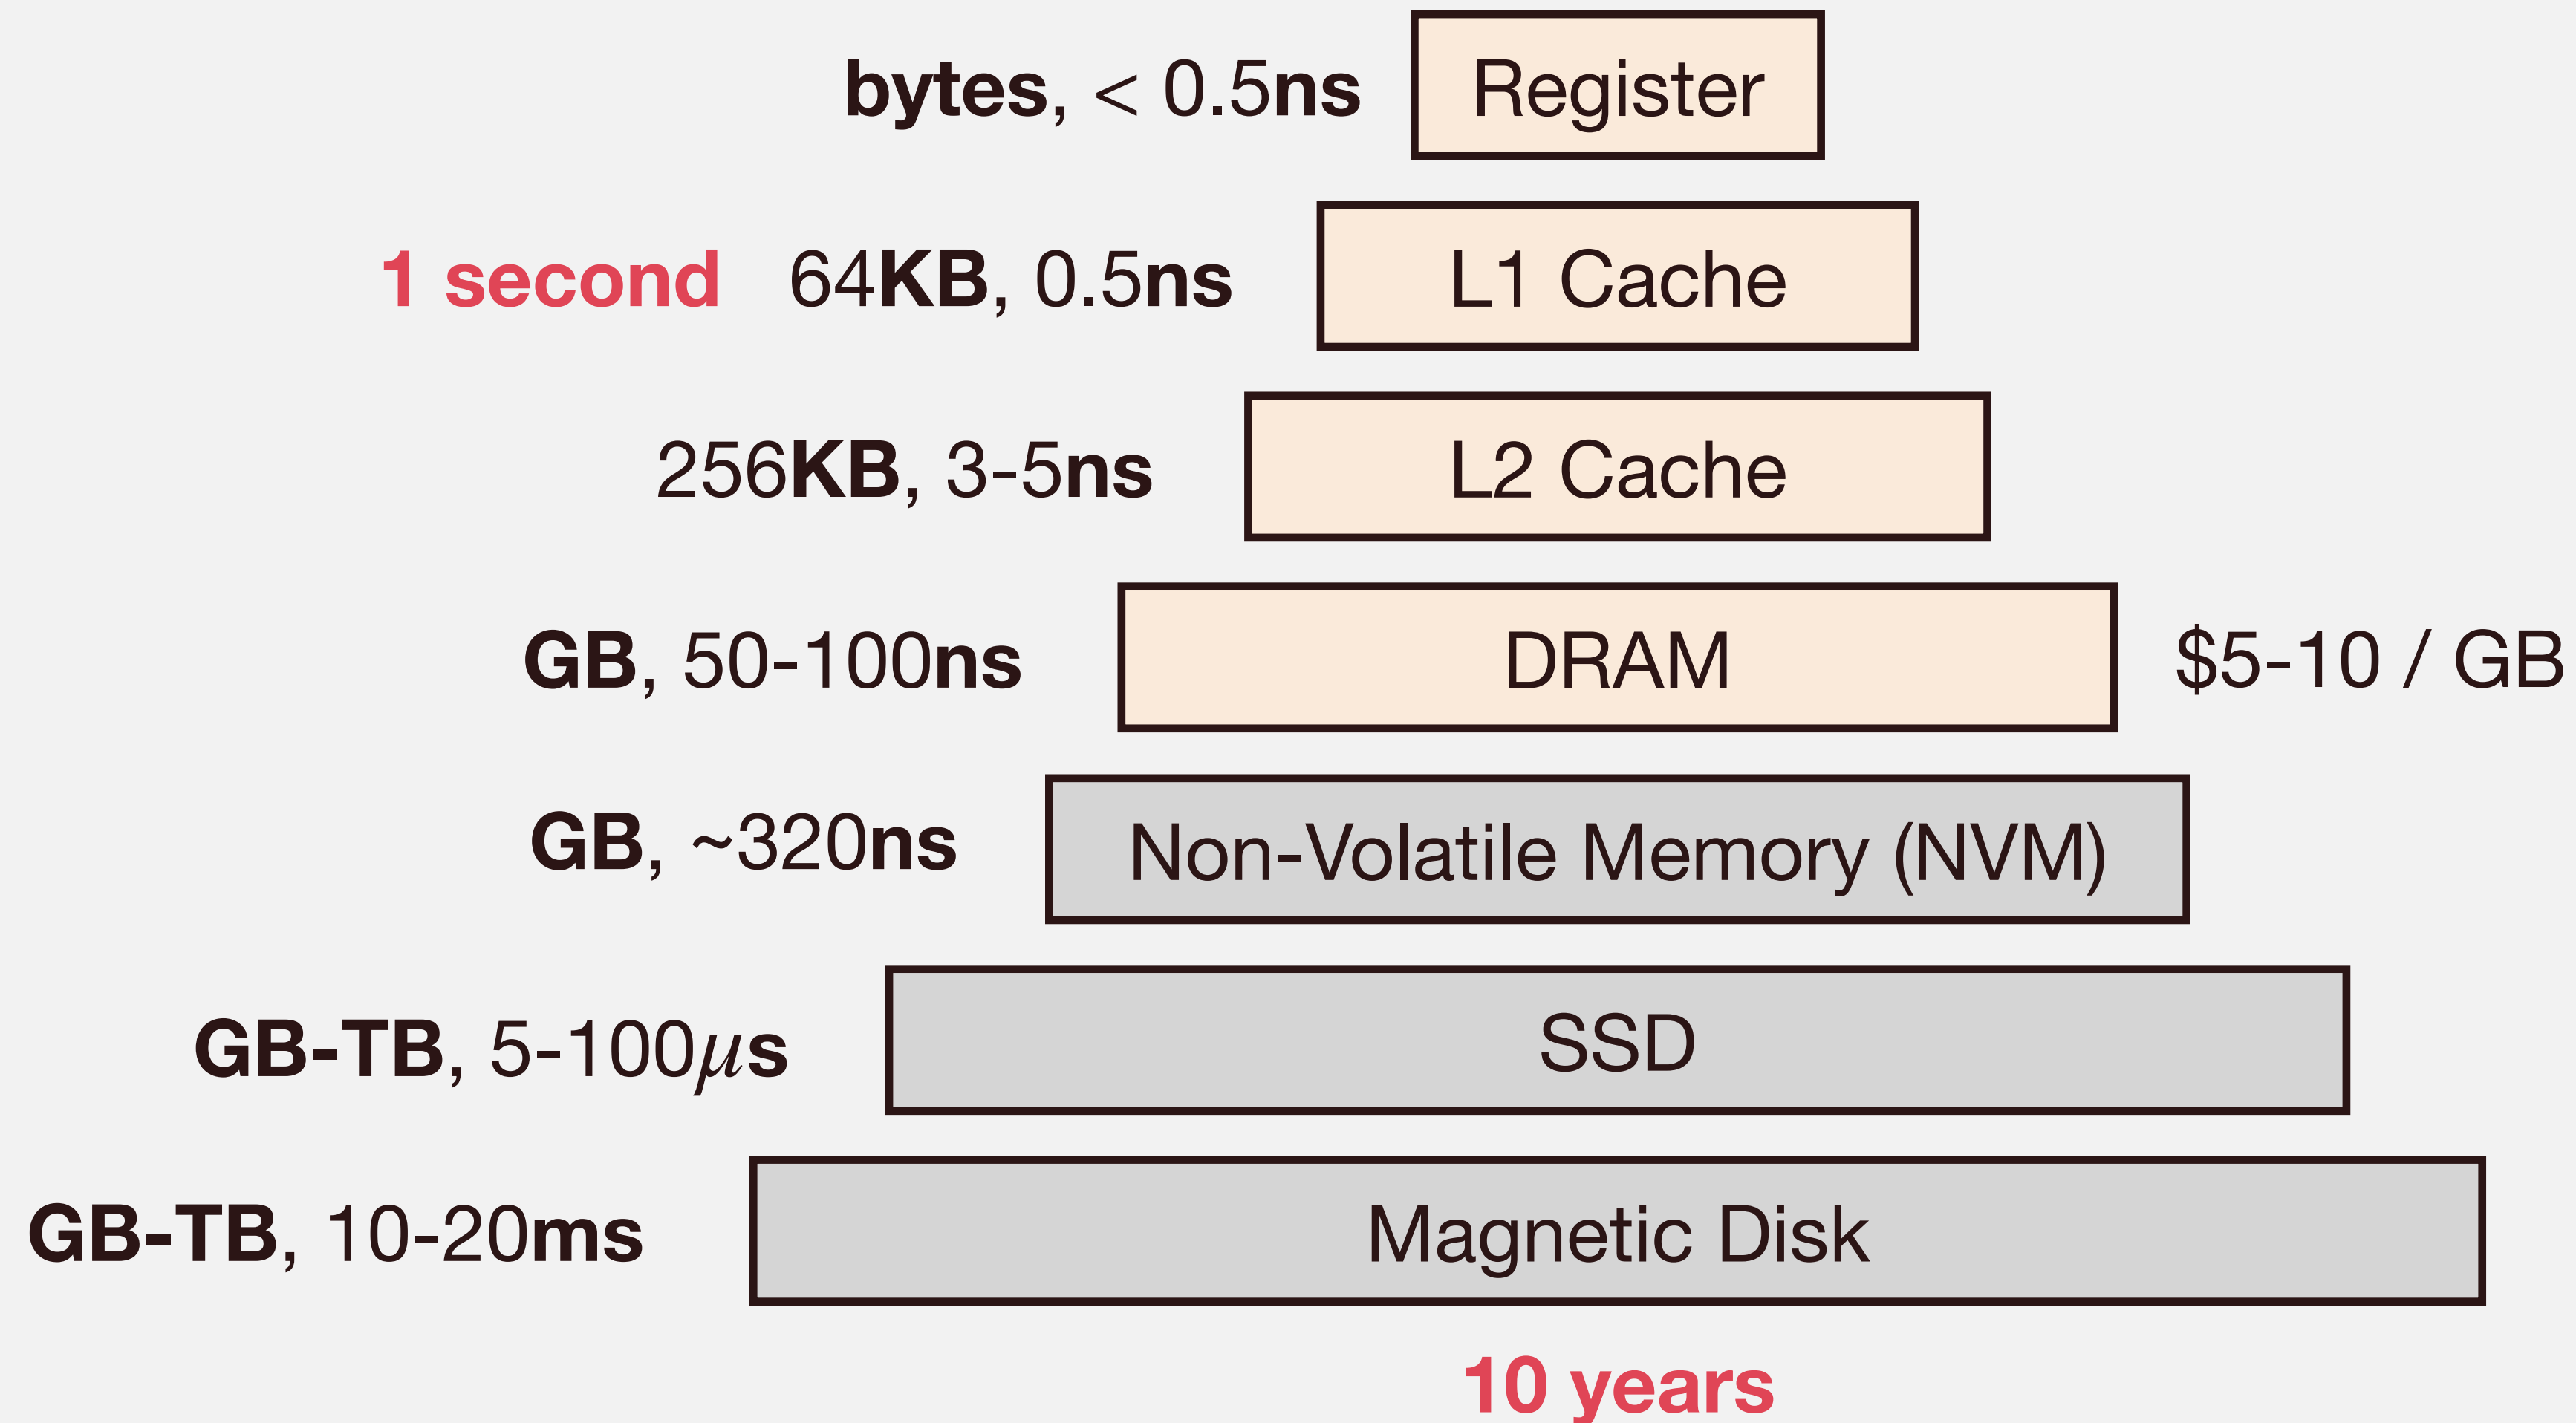 bytes, < 0.5ns Register
1 second 64KB, 0.5ns L1 Cache
256KB, 3-5ns L2 Cache
GB, 50-100ns DRAM $5-10 / GB
GB, ~320ns Non-Volatile Memory (NVM)
GB-TB, 5-100μs SSD
GB-TB, 10-20ms Magnetic Disk
10 years